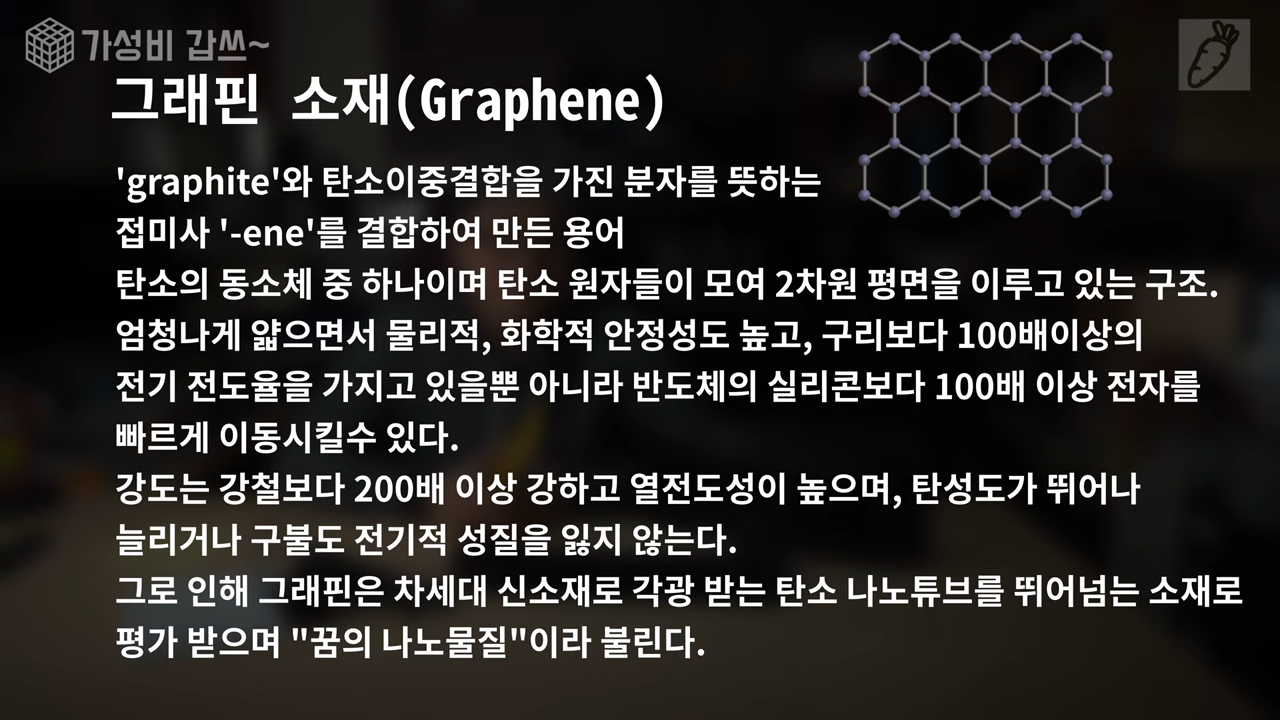 가성비 갑쓰~
그래핀 소재(Graphene)
'graphite'와 탄소이중결합을 가진 분자를 뜻하는
접미사 '-ene'를 결합하여 만든 용어
탄소의 동소체 중 하나이며 탄소 원자들이 모여 2차원 평면을 이루고 있는 구조.
엄청나게 얇으면서 물리적, 화학적 안정성도 높고, 구리보다 100배이상의
전기 전도율을 가지고 있을뿐 아니라 반도체의 실리콘보다 100배 이상 전자를
빠르게 이동시킬수 있다.
강도는 강철보다 200배 이상 강하고 열전도성이 높으며, 탄성도가 뛰어나
늘리거나 구불도 전기적 성질을 잃지 않는다.
그로 인해 그래핀은 차세대 신소재로 각광 받는 탄소 나노튜브를 뛰어넘는 소재로
평가 받으며 "꿈의 나노물질"이라 불린다.